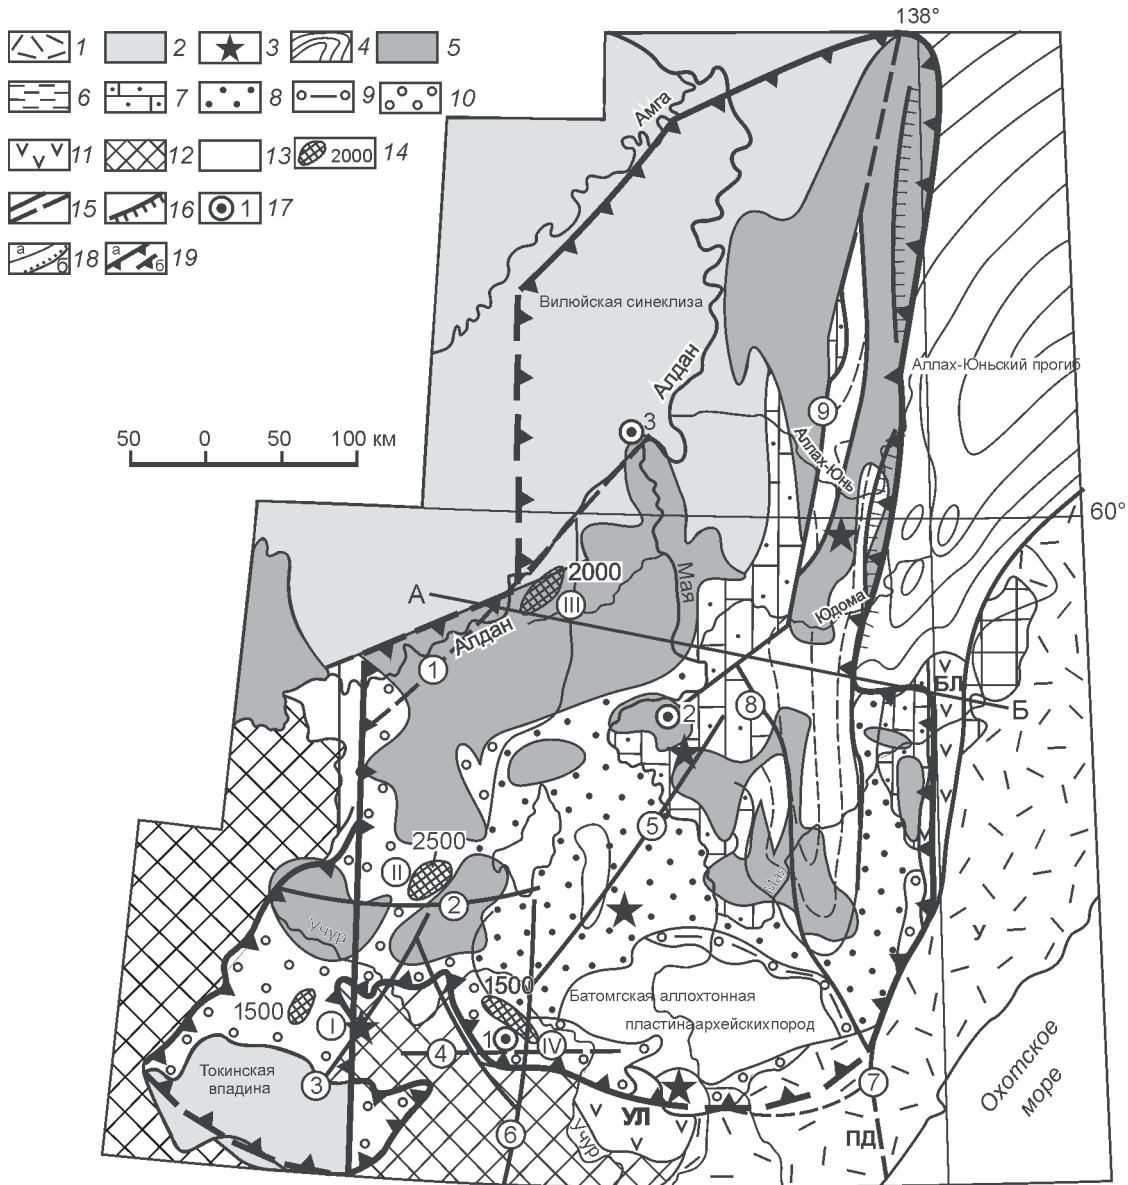 138°
1
2
3
4
5
6
7
8
9
10
11
12
13
2000
14
15
16
1
17
а
б
18
а
б
19
Амга
Вилюйская синеклиза
Алдан
Аллах-Юньский прогиб
50
0
50
100 км
3
9
Аллах-Юнь
60°
А
2000
III
Мая
Юдома
Алдан
1
БЛ
Б
2
8
5
2500
II
2
Мая
Учур
У
1500
1500
Батомгская аллохтонная
пластина архейских пород
I
1
IV
4
Токинская
впадина
3
7
УЛ
6
Учур
ПД
Охотское
море